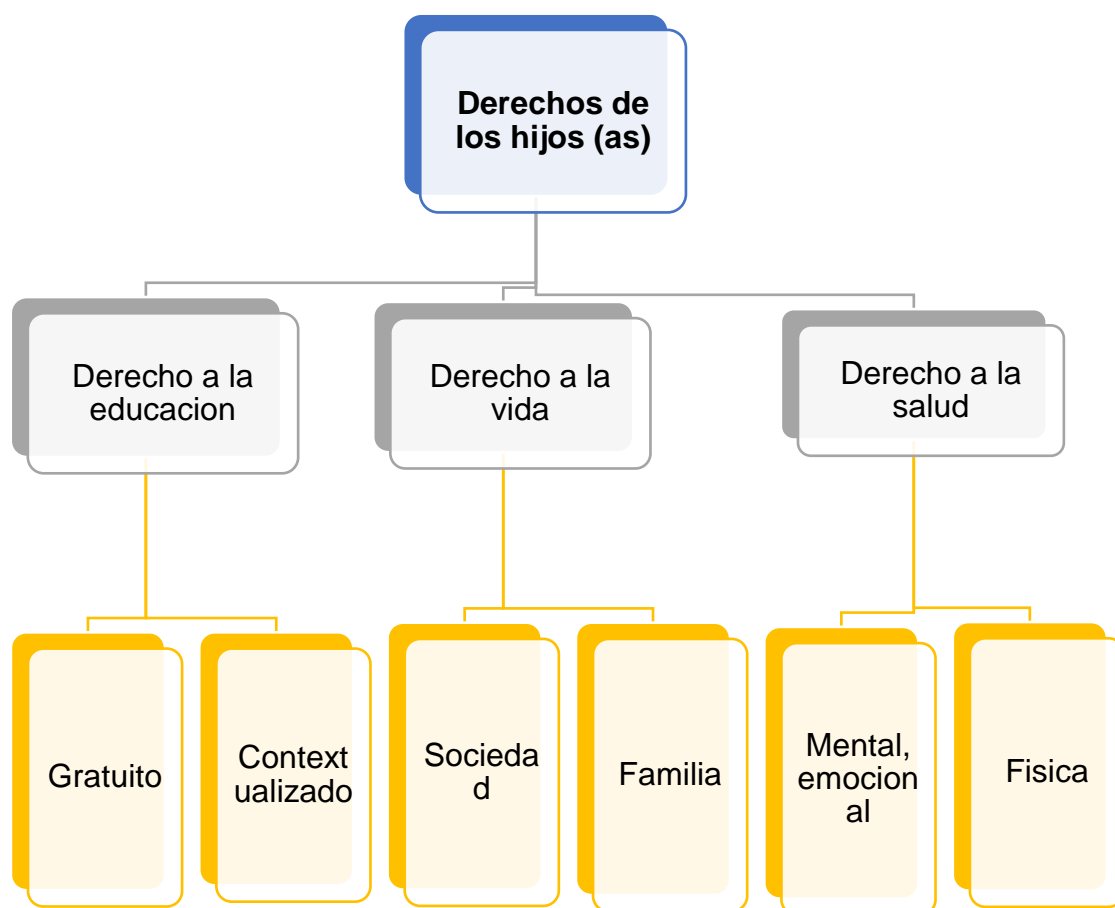 Derechos de
los hijos (as)
Derecho a la
educacion
Derecho a la
vida
Derecho a la
salud
Gratuito
Context
ualizado
Socieda
d
Familia
Mental,
emocion
al
Fisica